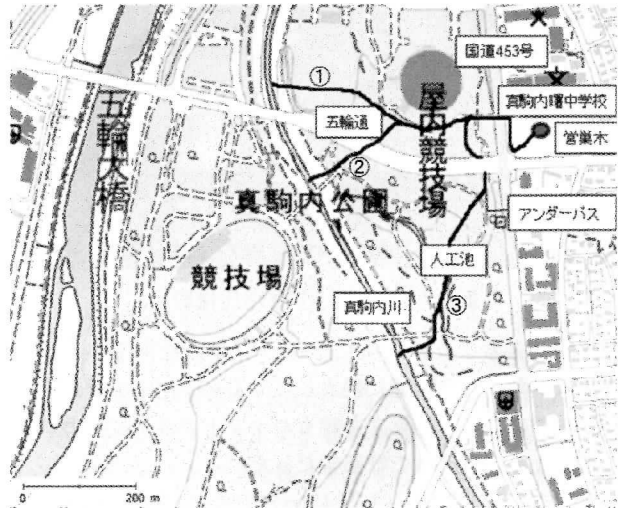 国道453号
①
真駒内曙中学校
五輪通
屋内競技場
営巣木
五輪大橋
②
真駒内公園
アンダーパス
人工池
競技場
真駒内川
③
0 200 m